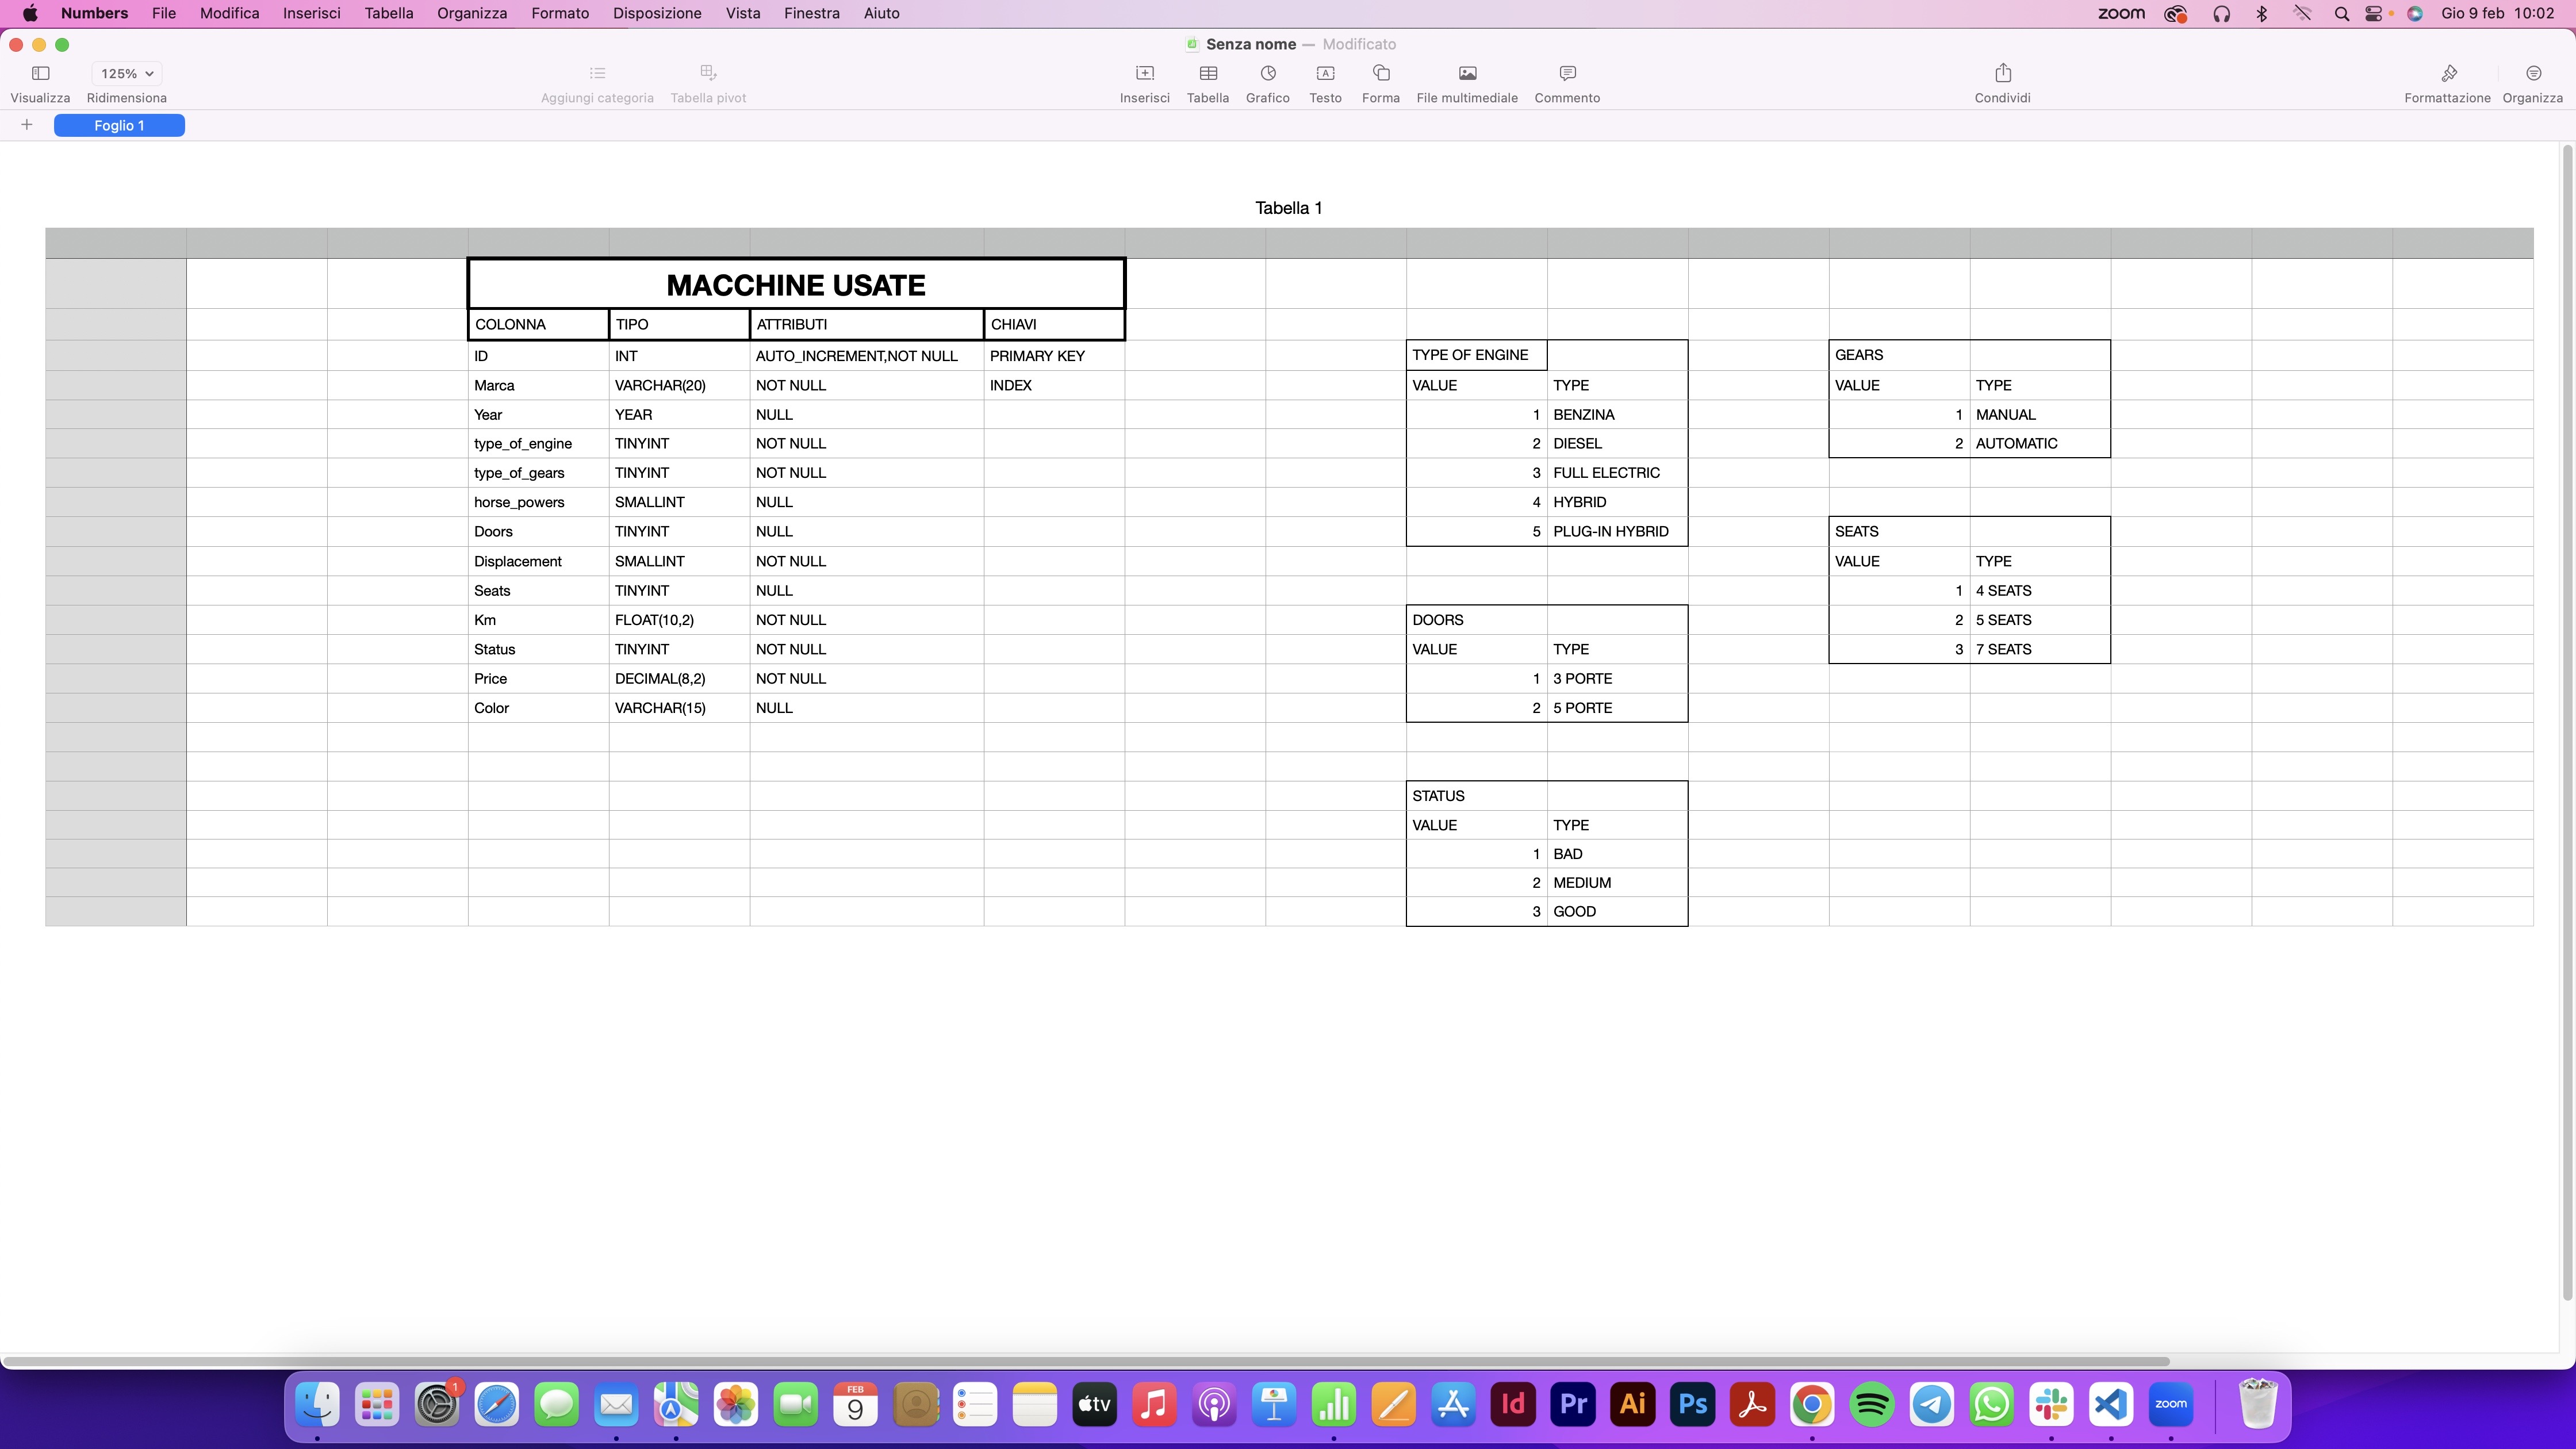 Numbers File Modifica Inserisci Tabella Organizza Formato Disposizione Vista Finestra Aiuto zoom Gio 9 feb 10:02
Senza nome — Modificato
125%
Visualizza Ridimensiona Aggiungi categoria Tabella pivot Inserisci Tabella Grafico Testo Forma File multimediale Commento Condividi Formattazione Organizza
+ Foglio 1
Tabella 1
MACCHINE USATE
COLONNA TIPO ATTRIBUTI CHIAVI
ID INT AUTO_INCREMENT,NOT NULL PRIMARY KEY TYPE OF ENGINE GEARS
Marca VARCHAR(20) NOT NULL INDEX VALUE TYPE VALUE TYPE
Year YEAR NULL 1 BENZINA 1 MANUAL
type_of_engine TINYINT NOT NULL 2 DIESEL 2 AUTOMATIC
type_of_gears TINYINT NOT NULL 3 FULL ELECTRIC
horse_powers SMALLINT NULL 4 HYBRID
Doors TINYINT NULL 5 PLUG-IN HYBRID SEATS
Displacement SMALLINT NOT NULL VALUE TYPE
Seats TINYINT NULL 1 4 SEATS
Km FLOAT(10,2) NOT NULL DOORS 2 5 SEATS
Status TINYINT NOT NULL VALUE TYPE 3 7 SEATS
Price DECIMAL(8,2) NOT NULL 1 3 PORTE
Color VARCHAR(15) NULL 2 5 PORTE
STATUS
VALUE TYPE
1 BAD
2 MEDIUM
3 GOOD
1 FEB 9 tv Id Pr Ai Ps zoom